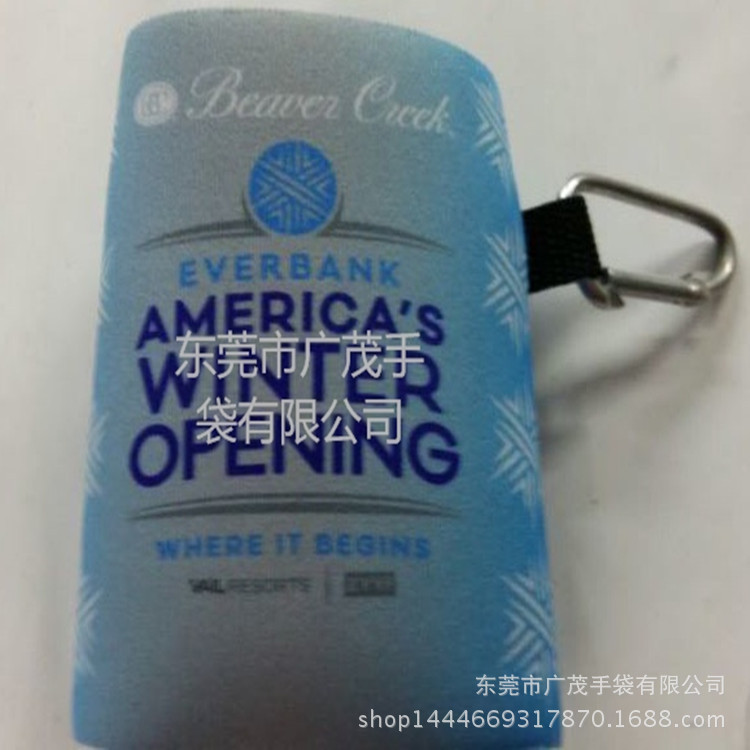 Beaver Creek
EVERBANK
AMERICA'S
WINTER
OPENING
东莞市广茂手
袋有限公司
WHERE IT BEGINS
VAIL RESORTS
东莞市广茂手袋有限公司
shop1444669317870.1688.com